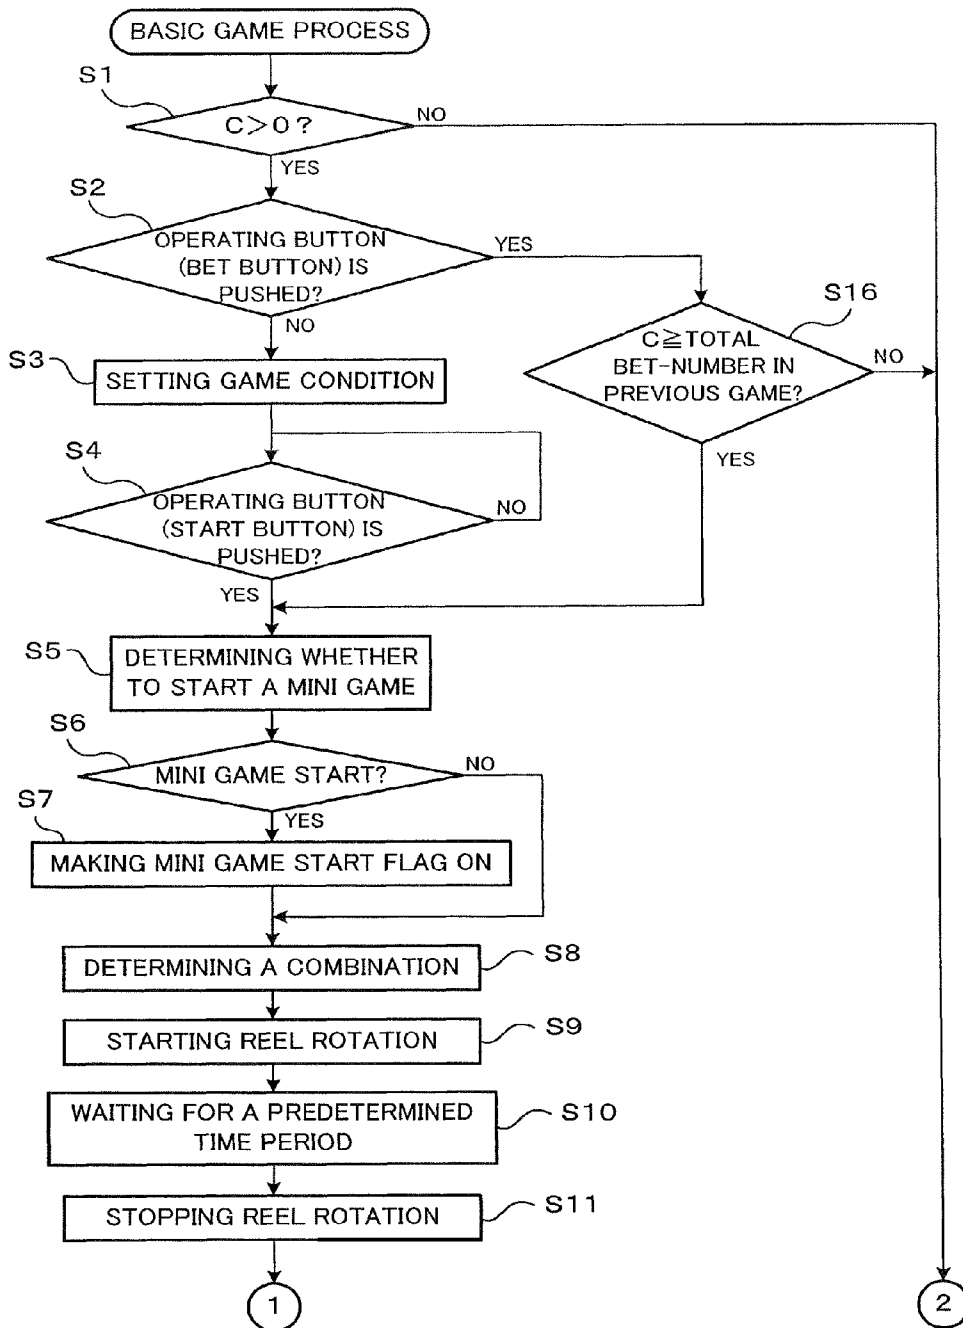 BASIC GAME PROCESS
S1
C>0?
NO
YES
S2
OPERATING BUTTON
(BET BUTTON) IS
PUSHED?
YES
NO
S16
C≧TOTAL
BET-NUMBER IN
PREVIOUS GAME?
NO
YES
S3
SETTING GAME CONDITION
S4
OPERATING BUTTON
(START BUTTON) IS
PUSHED?
NO
YES
S5
DETERMINING WHETHER
TO START A MINI GAME
S6
MINI GAME START?
NO
YES
S7
MAKING MINI GAME START FLAG ON
DETERMINING A COMBINATION
S8
STARTING REEL ROTATION
S9
WAITING FOR A PREDETERMINED
TIME PERIOD
S10
STOPPING REEL ROTATION
S11
1
2